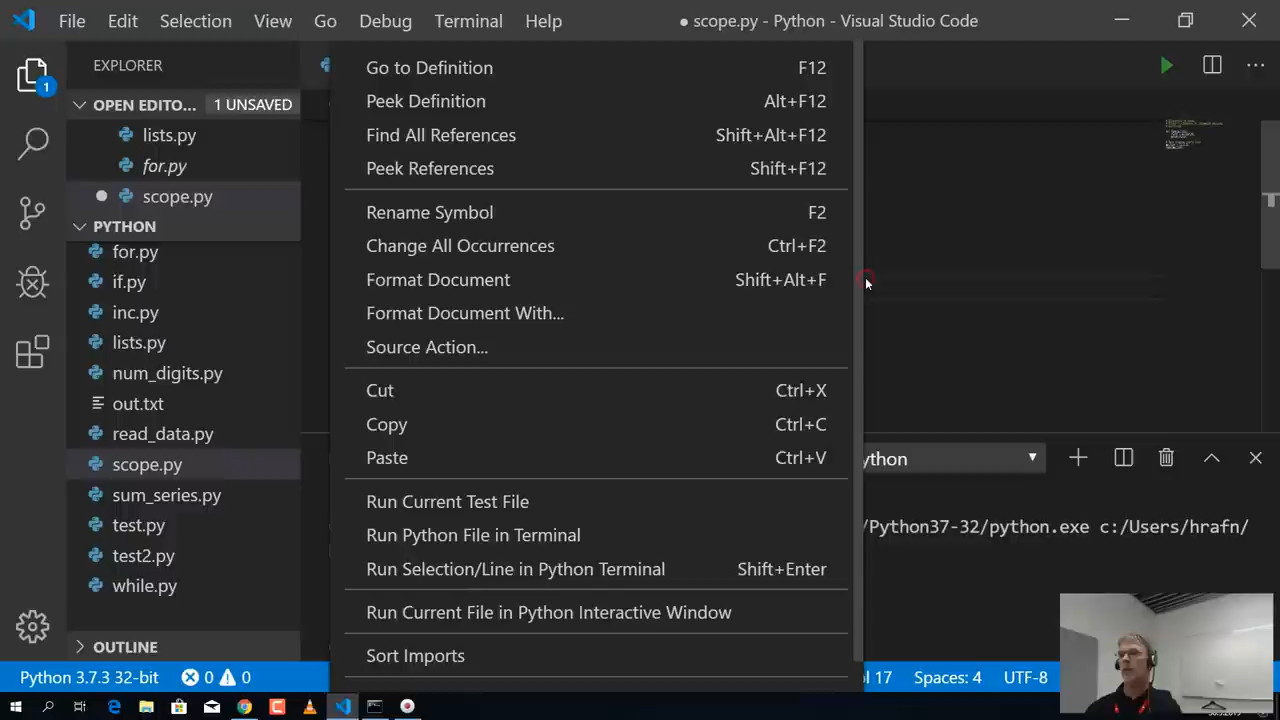 File Edit Selection View Go Debug Terminal Help ● scope.py - Python - Visual Studio Code
EXPLORER
1
OPEN EDITO... 1 UNSAVED
lists.py
for.py
scope.py
PYTHON
for.py
if.py
inc.py
lists.py
num_digits.py
out.txt
read_data.py
scope.py
sum_series.py
test.py
test2.py
while.py
OUTLINE
Go to Definition F12
Peek Definition Alt+F12
Find All References Shift+Alt+F12
Peek References Shift+F12
Rename Symbol F2
Change All Occurrences Ctrl+F2
Format Document Shift+Alt+F
Format Document With...
Source Action...
Cut Ctrl+X
Copy Ctrl+C
Paste Ctrl+V
Run Current Test File
Run Python File in Terminal
Run Selection/Line in Python Terminal Shift+Enter
Run Current File in Python Interactive Window
Sort Imports
ython
/Python37-32/python.exe c:/Users/hrafn/
Python 3.7.3 32-bit 0 0 ol 17 Spaces: 4 UTF-8